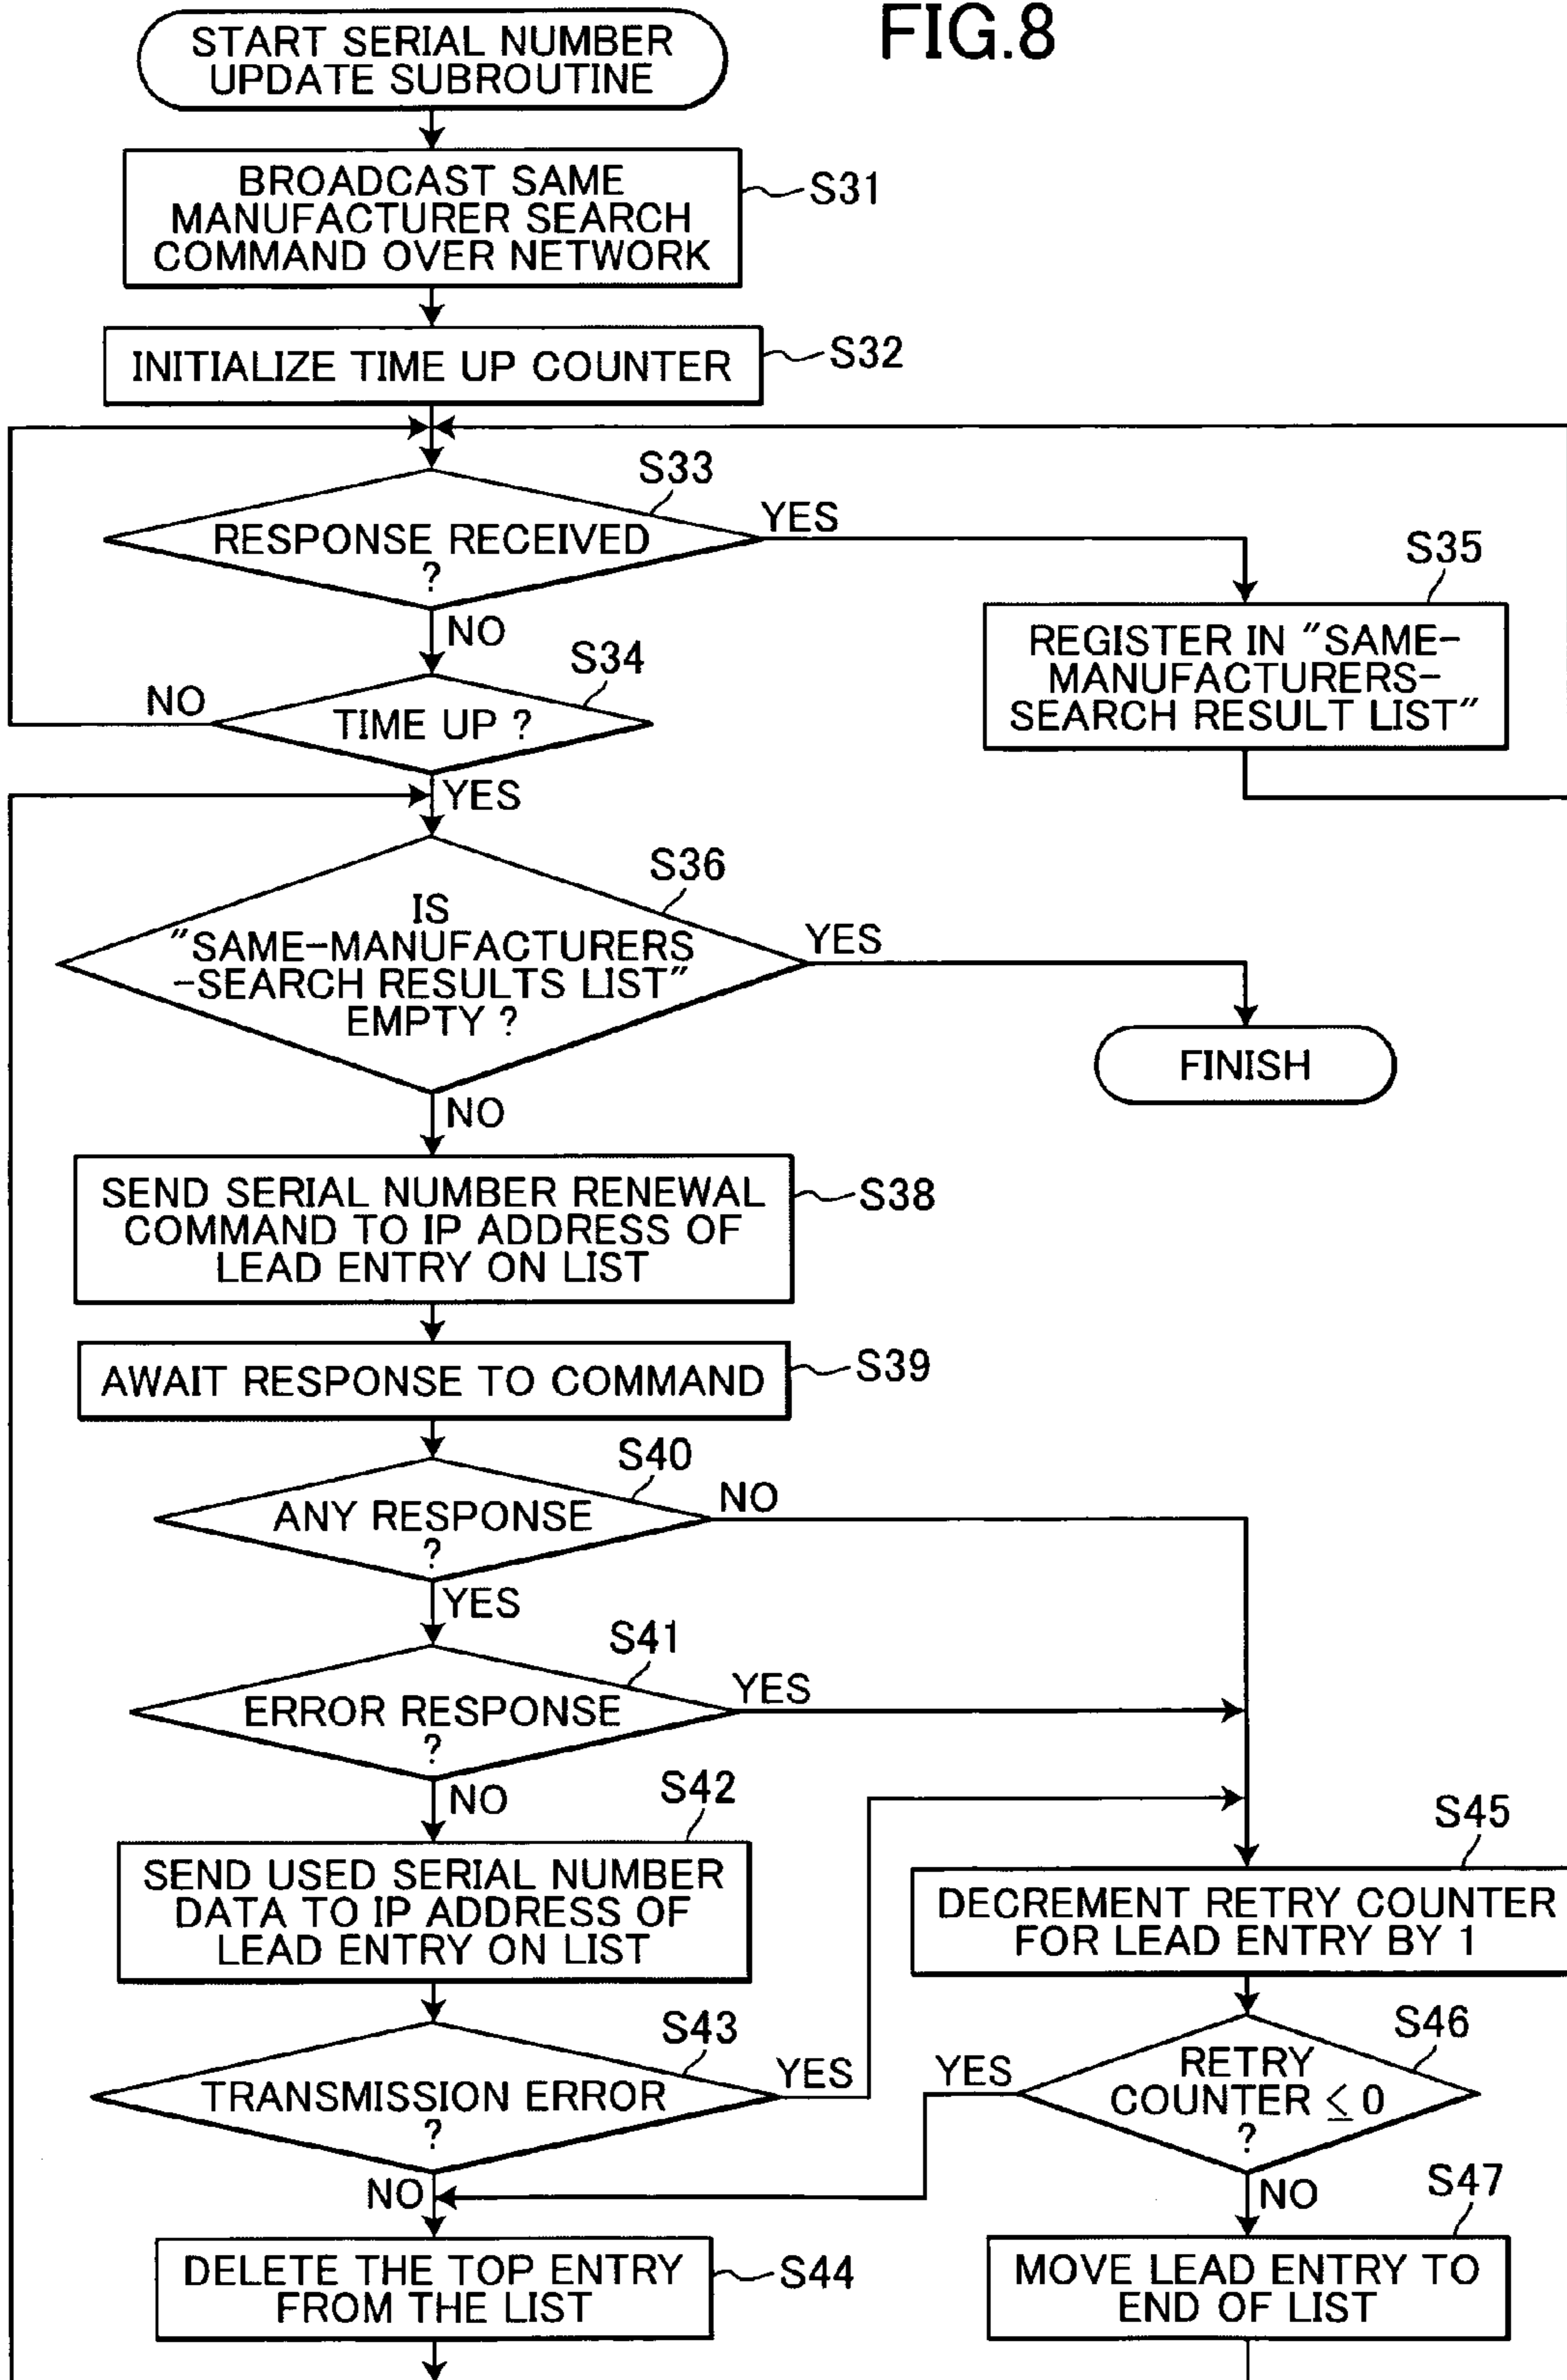 FIG.8
START SERIAL NUMBER
UPDATE SUBROUTINE
BROADCAST SAME
MANUFACTURER SEARCH
COMMAND OVER NETWORK
S31
INITIALIZE TIME UP COUNTER
S32
S33
RESPONSE RECEIVED
?
YES
NO
S35
REGISTER IN "SAME-
MANUFACTURERS-
SEARCH RESULT LIST"
S34
NO
TIME UP ?
YES
S36
IS
"SAME-MANUFACTURERS
-SEARCH RESULTS LIST"
EMPTY ?
YES
FINISH
NO
SEND SERIAL NUMBER RENEWAL
COMMAND TO IP ADDRESS OF
LEAD ENTRY ON LIST
S38
AWAIT RESPONSE TO COMMAND
S39
S40
ANY RESPONSE
?
NO
YES
S41
ERROR RESPONSE
?
YES
NO
S42
SEND USED SERIAL NUMBER
DATA TO IP ADDRESS OF
LEAD ENTRY ON LIST
S45
DECREMENT RETRY COUNTER
FOR LEAD ENTRY BY 1
S43
TRANSMISSION ERROR
?
YES
NO
S46
RETRY
COUNTER ≤ 0
?
YES
NO
DELETE THE TOP ENTRY
FROM THE LIST
S44
S47
MOVE LEAD ENTRY TO
END OF LIST